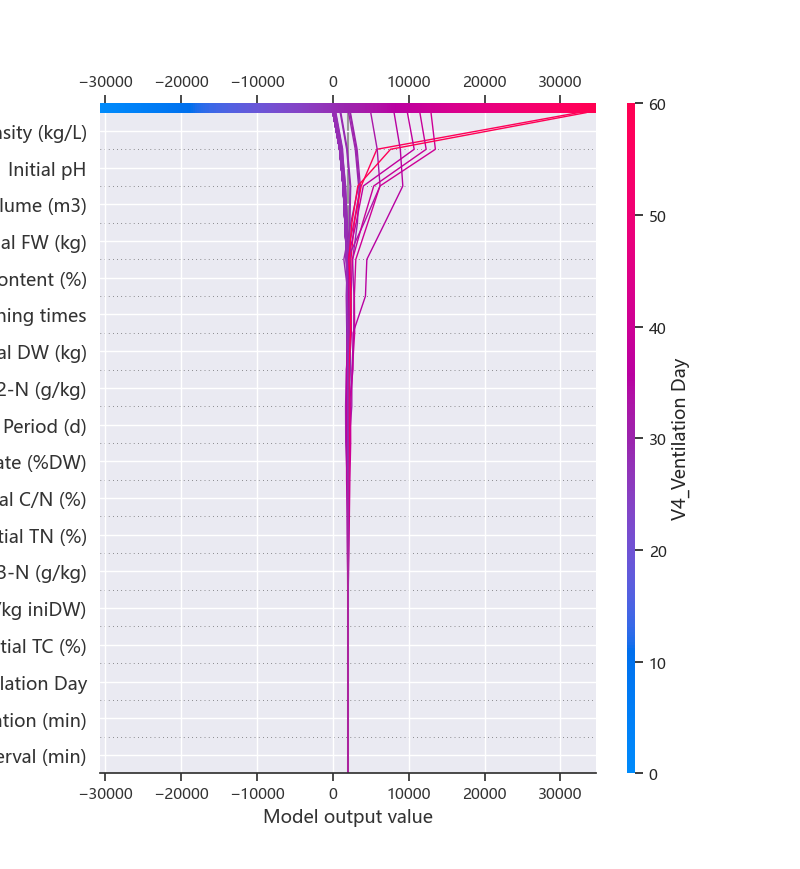 −30000 −20000 −10000 0 10000 20000 30000
sity (kg/L)
Initial pH
lume (m3)
al FW (kg)
ontent (%)
ning times
al DW (kg)
2-N (g/kg)
Period (d)
ate (%DW)
al C/N (%)
tial TN (%)
3-N (g/kg)
/kg iniDW)
tial TC (%)
lation Day
ation (min)
erval (min)
−30000 −20000 −10000 0 10000 20000 30000
Model output value
60
50
40
30
20
10
0
V4_Ventilation Day